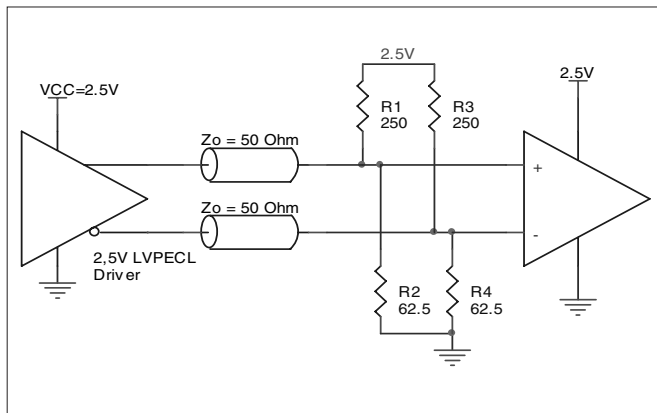 2.5V
VCC=2.5V
2.5V
R1
250
R3
250
Zo = 50 Ohm
+
Zo = 50 Ohm
-
2,5V LVPECL
Driver
R2
62.5
R4
62.5